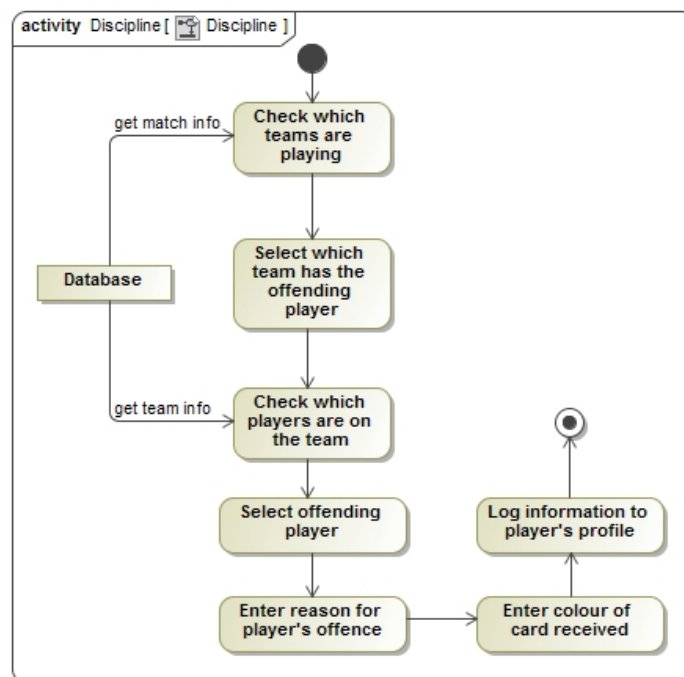 activity Discipline [ Discipline ]
Check which
teams are
playing
get match info
Select which
team has the
offending
player
Database
Check which
players are on
the team
get team info
Select offending
player
Log information to
player's profile
Enter reason for
player's offence
Enter colour of
card received